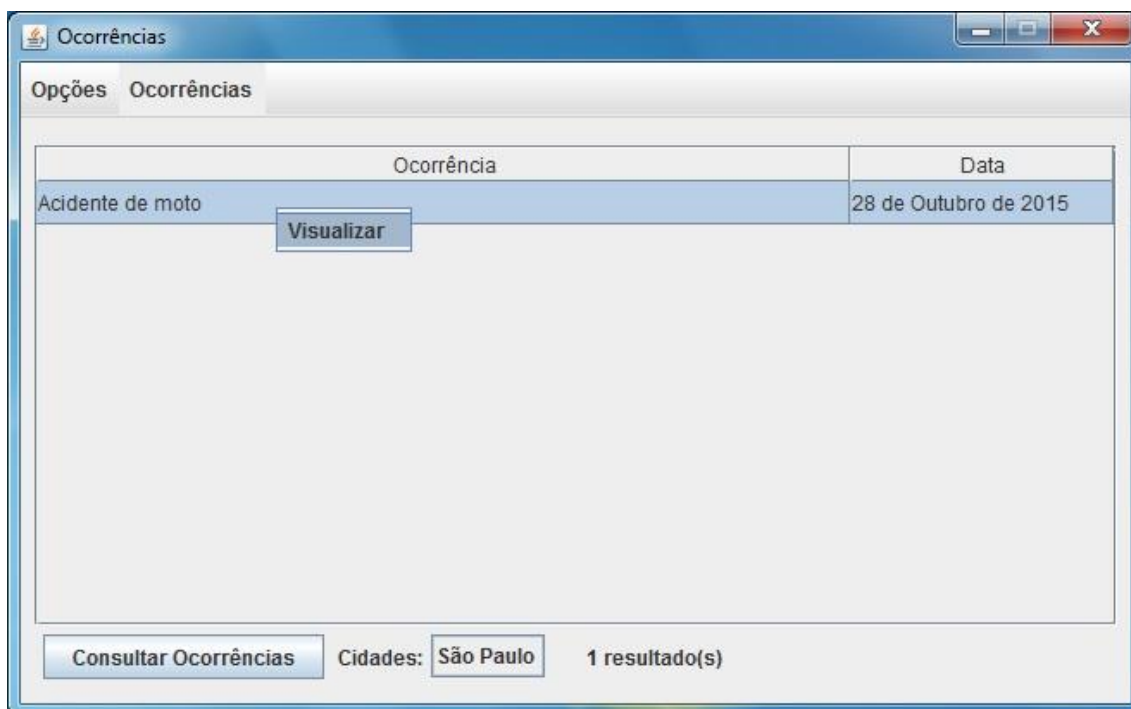 Ocorrências
Opções Ocorrências
Ocorrência Data
Acidente de moto 28 de Outubro de 2015
Visualizar
Consultar Ocorrências Cidades: São Paulo 1 resultado(s)